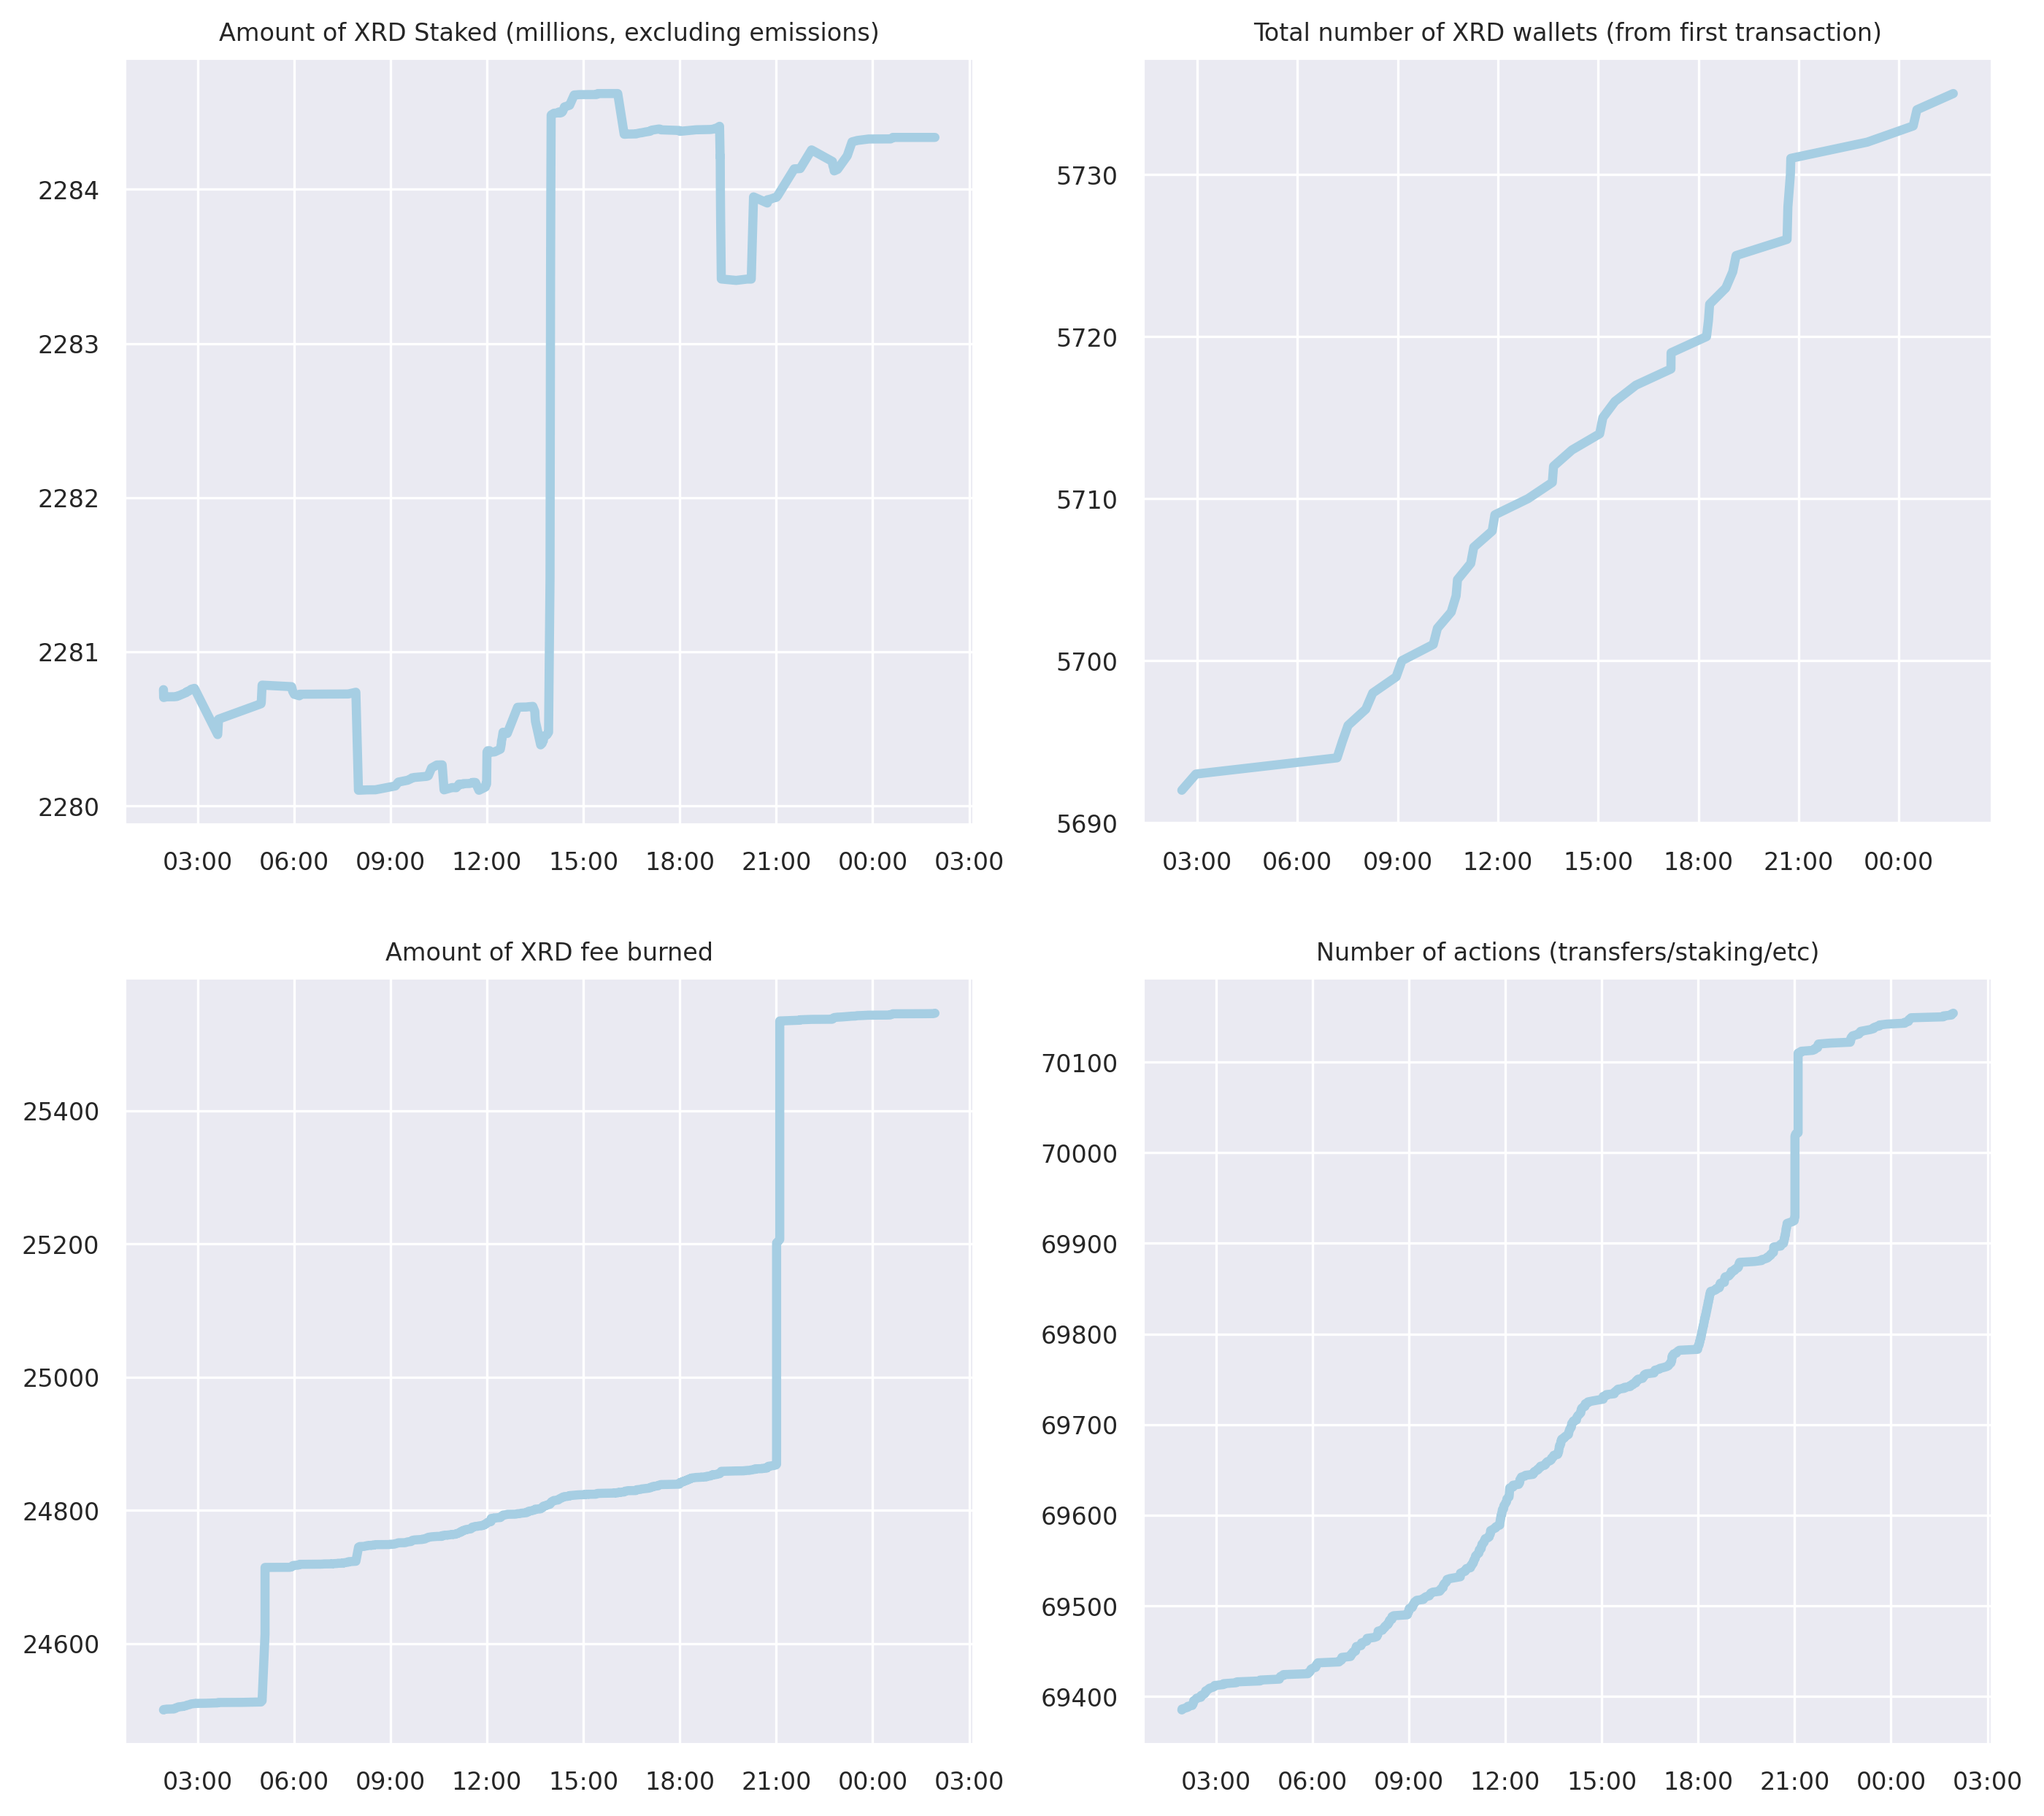 Amount of XRD Staked (millions, excluding emissions)
2284
2283
2282
2281
2280
03:00 06:00 09:00 12:00 15:00 18:00 21:00 00:00 03:00
Total number of XRD wallets (from first transaction)
5730
5720
5710
5700
5690
03:00 06:00 09:00 12:00 15:00 18:00 21:00 00:00
Amount of XRD fee burned
25400
25200
25000
24800
24600
03:00 06:00 09:00 12:00 15:00 18:00 21:00 00:00 03:00
Number of actions (transfers/staking/etc)
70100
70000
69900
69800
69700
69600
69500
69400
03:00 06:00 09:00 12:00 15:00 18:00 21:00 00:00 03:00